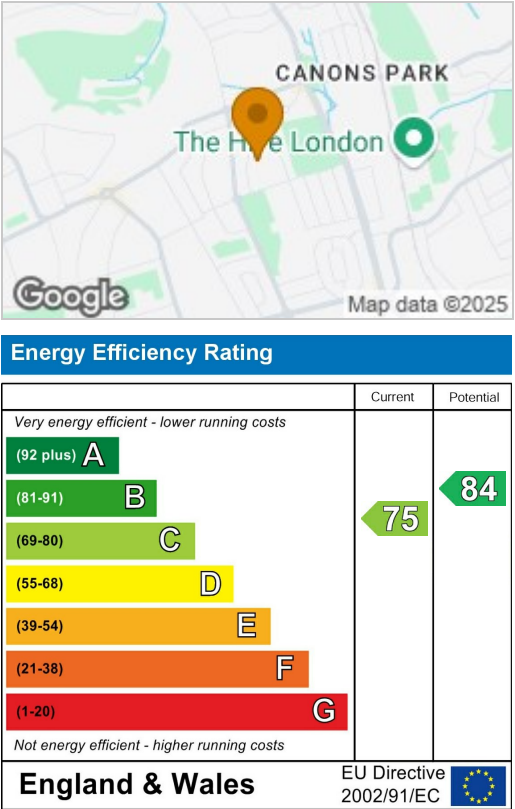 CANONS PARK
The Hive London
Google
Map data ©2025
Energy Efficiency Rating
Current Potential
Very energy efficient - lower running costs
(92 plus) A
(81-91) B
84
(69-80) C
75
(55-68) D
(39-54) E
(21-38) F
(1-20) G
Not energy efficient - higher running costs
England & Wales
EU Directive
2002/91/EC